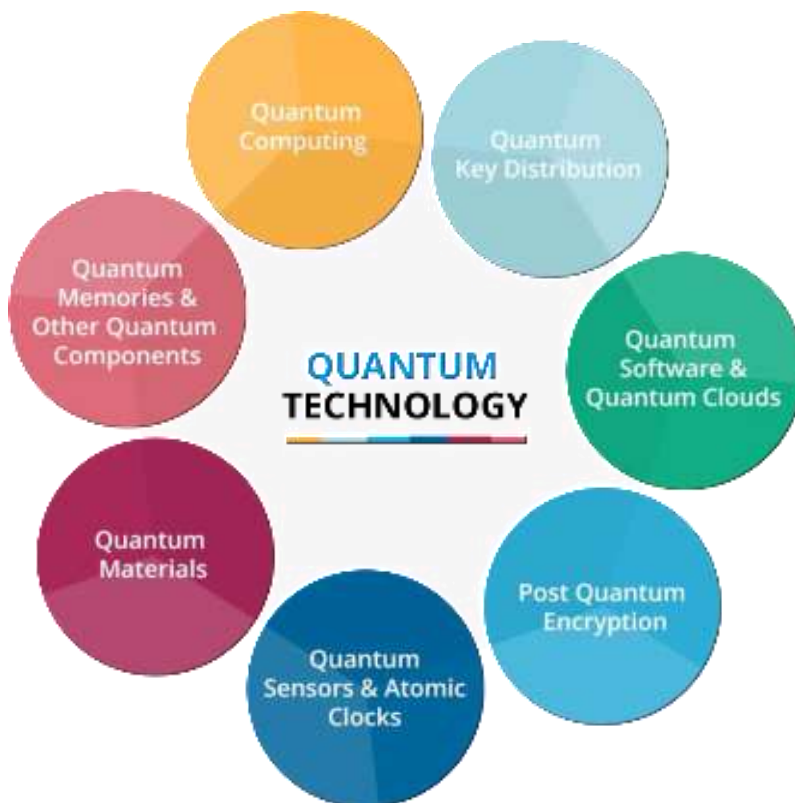 Quantum
Computing
Quantum
Key Distribution
Quantum
Memories &
Other Quantum
Components
Quantum
Software &
Quantum Clouds
QUANTUM
TECHNOLOGY
Quantum
Materials
Post Quantum
Encryption
Quantum
Sensors & Atomic
Clocks